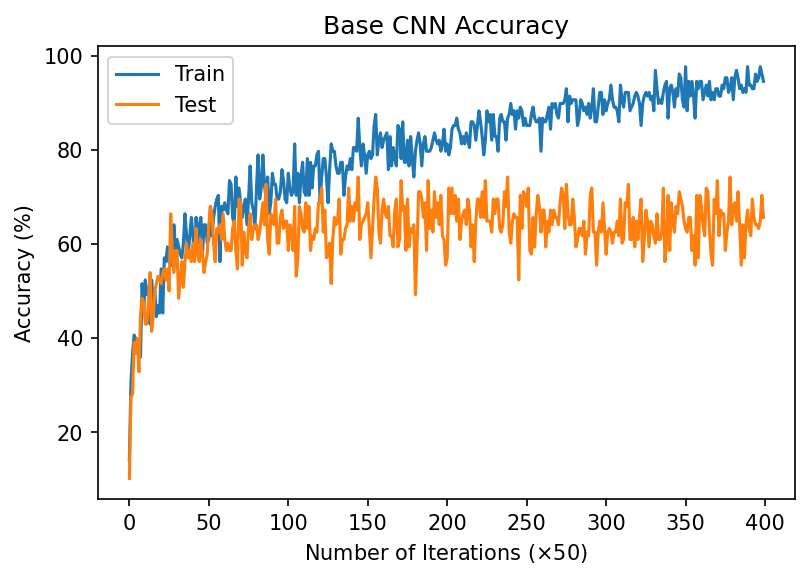 Base CNN Accuracy
100
80
60
40
20
Accuracy (%)
Train
Test
0 50 100 150 200 250 300 350 400
Number of Iterations (×50)